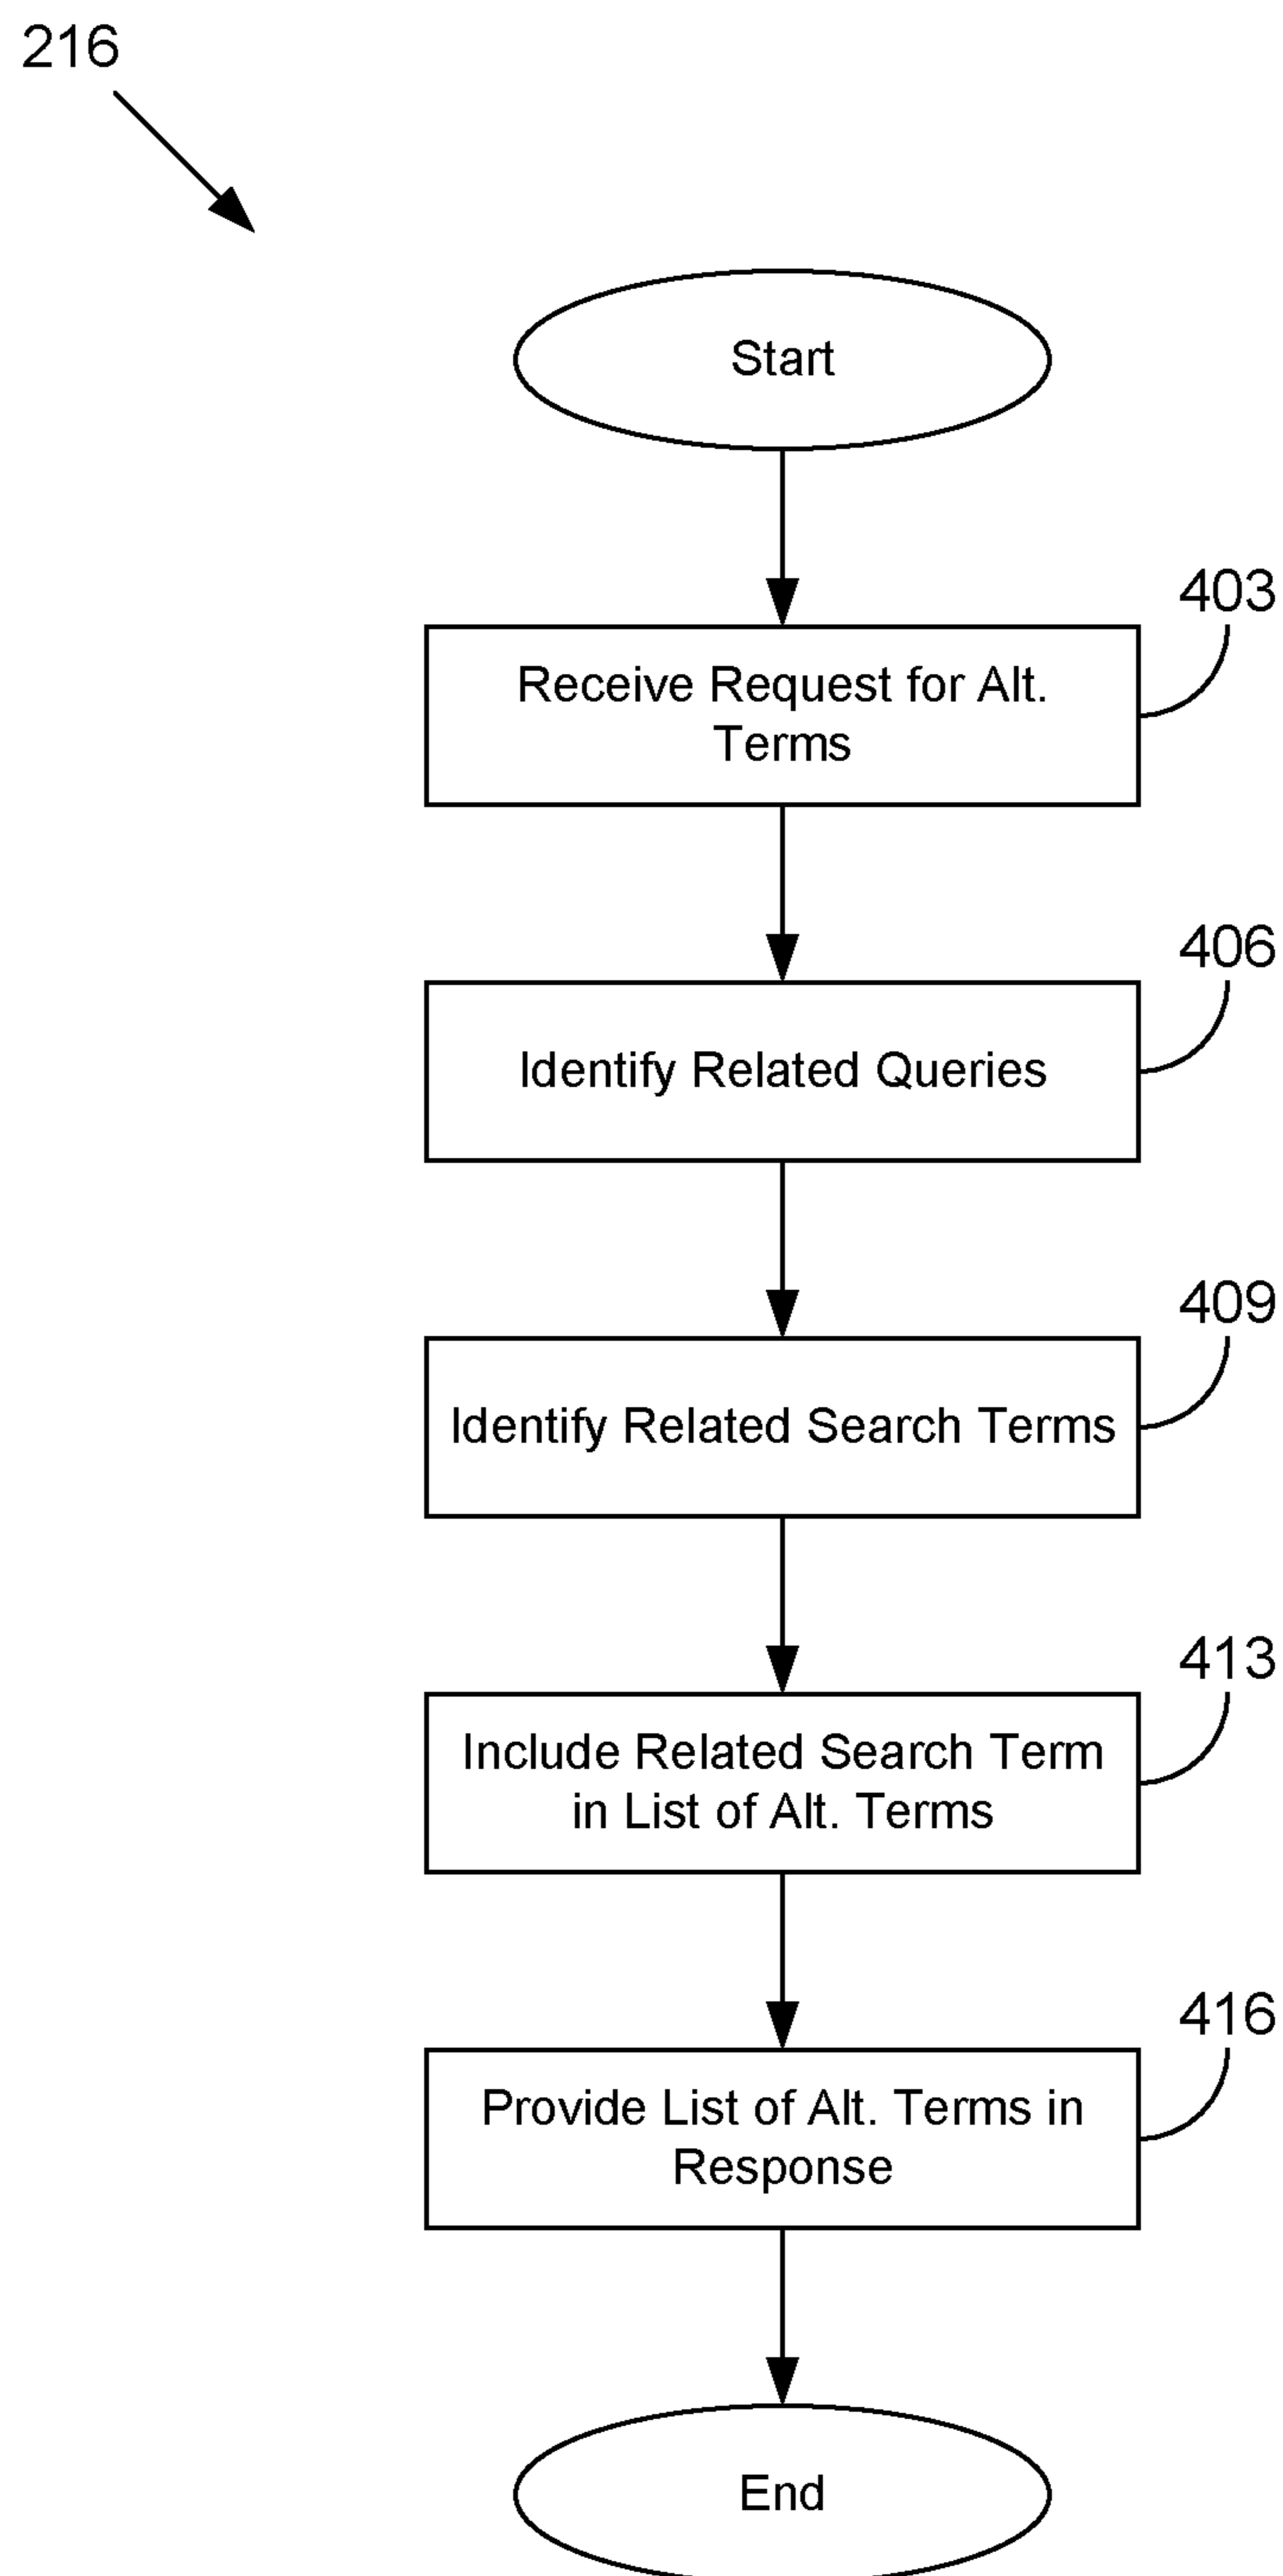 216
Start
403
Receive Request for Alt.
Terms
406
Identify Related Queries
409
Identify Related Search Terms
413
Include Related Search Term
in List of Alt. Terms
416
Provide List of Alt. Terms in
Response
End